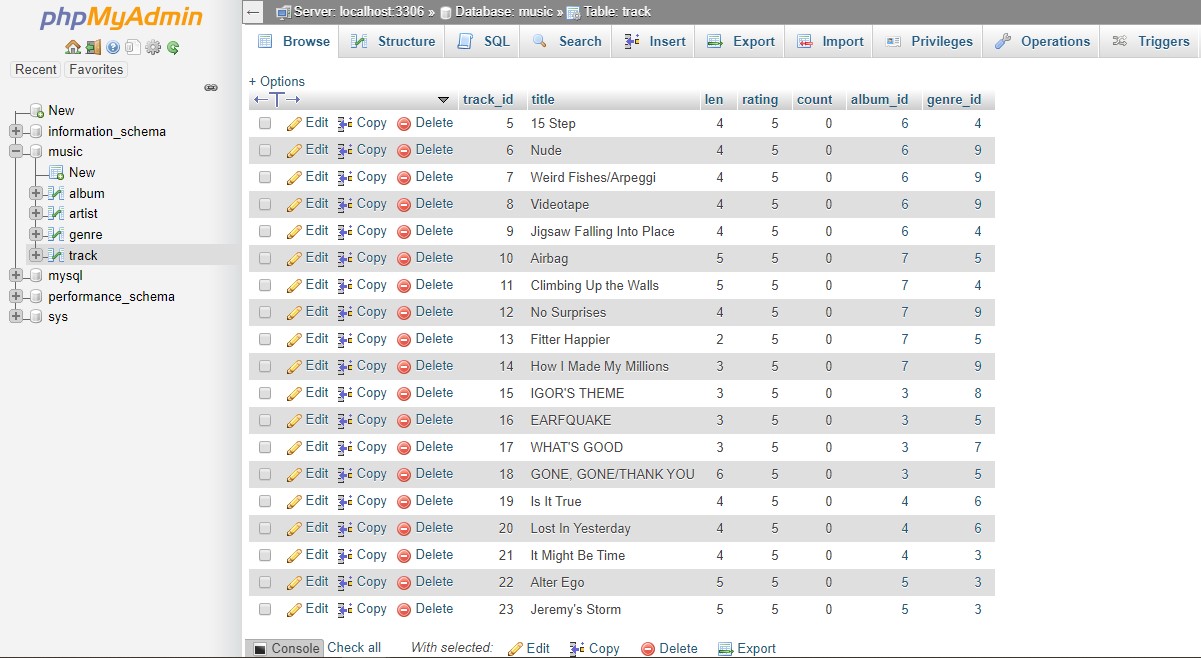 phpMyAdmin
Recent Favorites
New
information_schema
music
New
album
artist
genre
track
mysql
performance_schema
sys
Server: localhost:3306 » Database: music » Table: track
Browse Structure SQL Search Insert Export Import Privileges Operations Triggers
+ Options
track_id title len rating count album_id genre_id
Edit Copy Delete 5 15 Step 4 5 0 6 4
Edit Copy Delete 6 Nude 4 5 0 6 9
Edit Copy Delete 7 Weird Fishes/Arpeggi 4 5 0 6 9
Edit Copy Delete 8 Videotape 4 5 0 6 9
Edit Copy Delete 9 Jigsaw Falling Into Place 4 5 0 6 4
Edit Copy Delete 10 Airbag 5 5 0 7 5
Edit Copy Delete 11 Climbing Up the Walls 5 5 0 7 4
Edit Copy Delete 12 No Surprises 4 5 0 7 9
Edit Copy Delete 13 Fitter Happier 2 5 0 7 5
Edit Copy Delete 14 How I Made My Millions 3 5 0 7 9
Edit Copy Delete 15 IGOR'S THEME 3 5 0 3 8
Edit Copy Delete 16 EARFQUAKE 3 5 0 3 5
Edit Copy Delete 17 WHAT'S GOOD 3 5 0 3 7
Edit Copy Delete 18 GONE, GONE/THANK YOU 6 5 0 3 5
Edit Copy Delete 19 Is It True 4 5 0 4 6
Edit Copy Delete 20 Lost In Yesterday 4 5 0 4 6
Edit Copy Delete 21 It Might Be Time 4 5 0 4 3
Edit Copy Delete 22 Alter Ego 5 5 0 5 3
Edit Copy Delete 23 Jeremy's Storm 5 5 0 5 3
Console Check all With selected: Edit Copy Delete Export